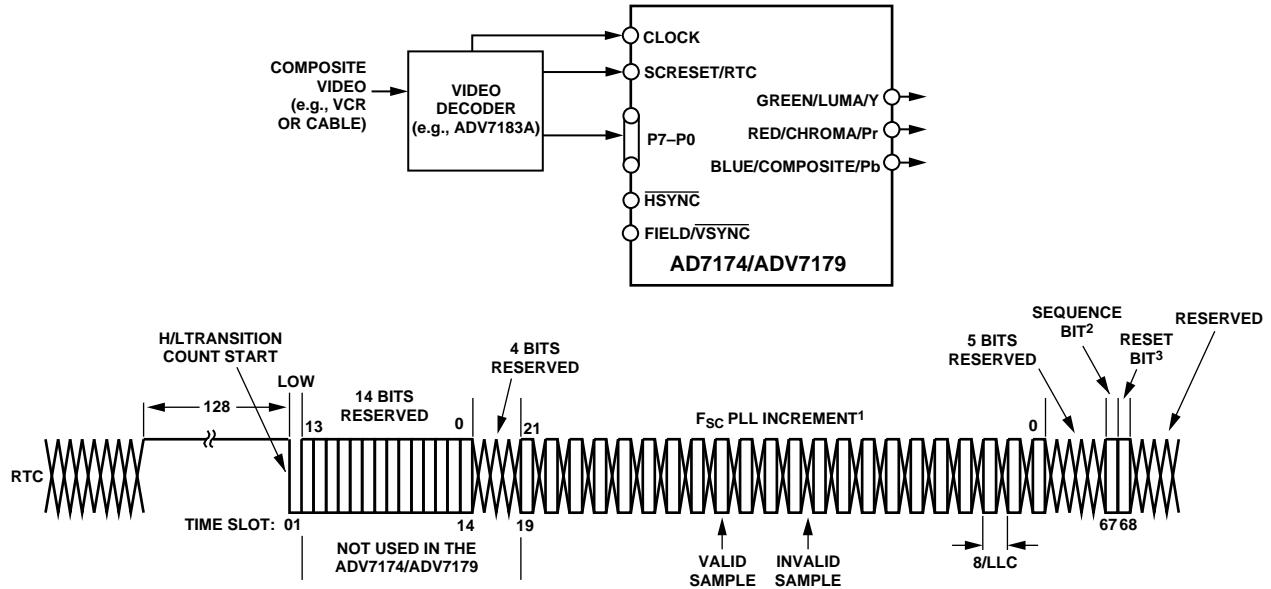 CLOCK
COMPOSITE
VIDEO
(e.g., VCR
OR CABLE)
VIDEO
DECODER
(e.g., ADV7183A)
SCRESET/RTC
P7–P0
HSYNC
FIELD/VSYNC
GREEN/LUMA/Y
RED/CHROMA/Pr
BLUE/COMPOSITE/Pb
AD7174/ADV7179
H/LTRANSITION
COUNT START
LOW
128
13
14 BITS
RESERVED
0
4 BITS
RESERVED
21
FSC PLL INCREMENT1
0
5 BITS
RESERVED
SEQUENCE
BIT2
RESET
BIT3
RESERVED
RTC
TIME SLOT: 01
14
19
67 68
NOT USED IN THE
ADV7174/ADV7179
VALID
SAMPLE
INVALID
SAMPLE
8/LLC